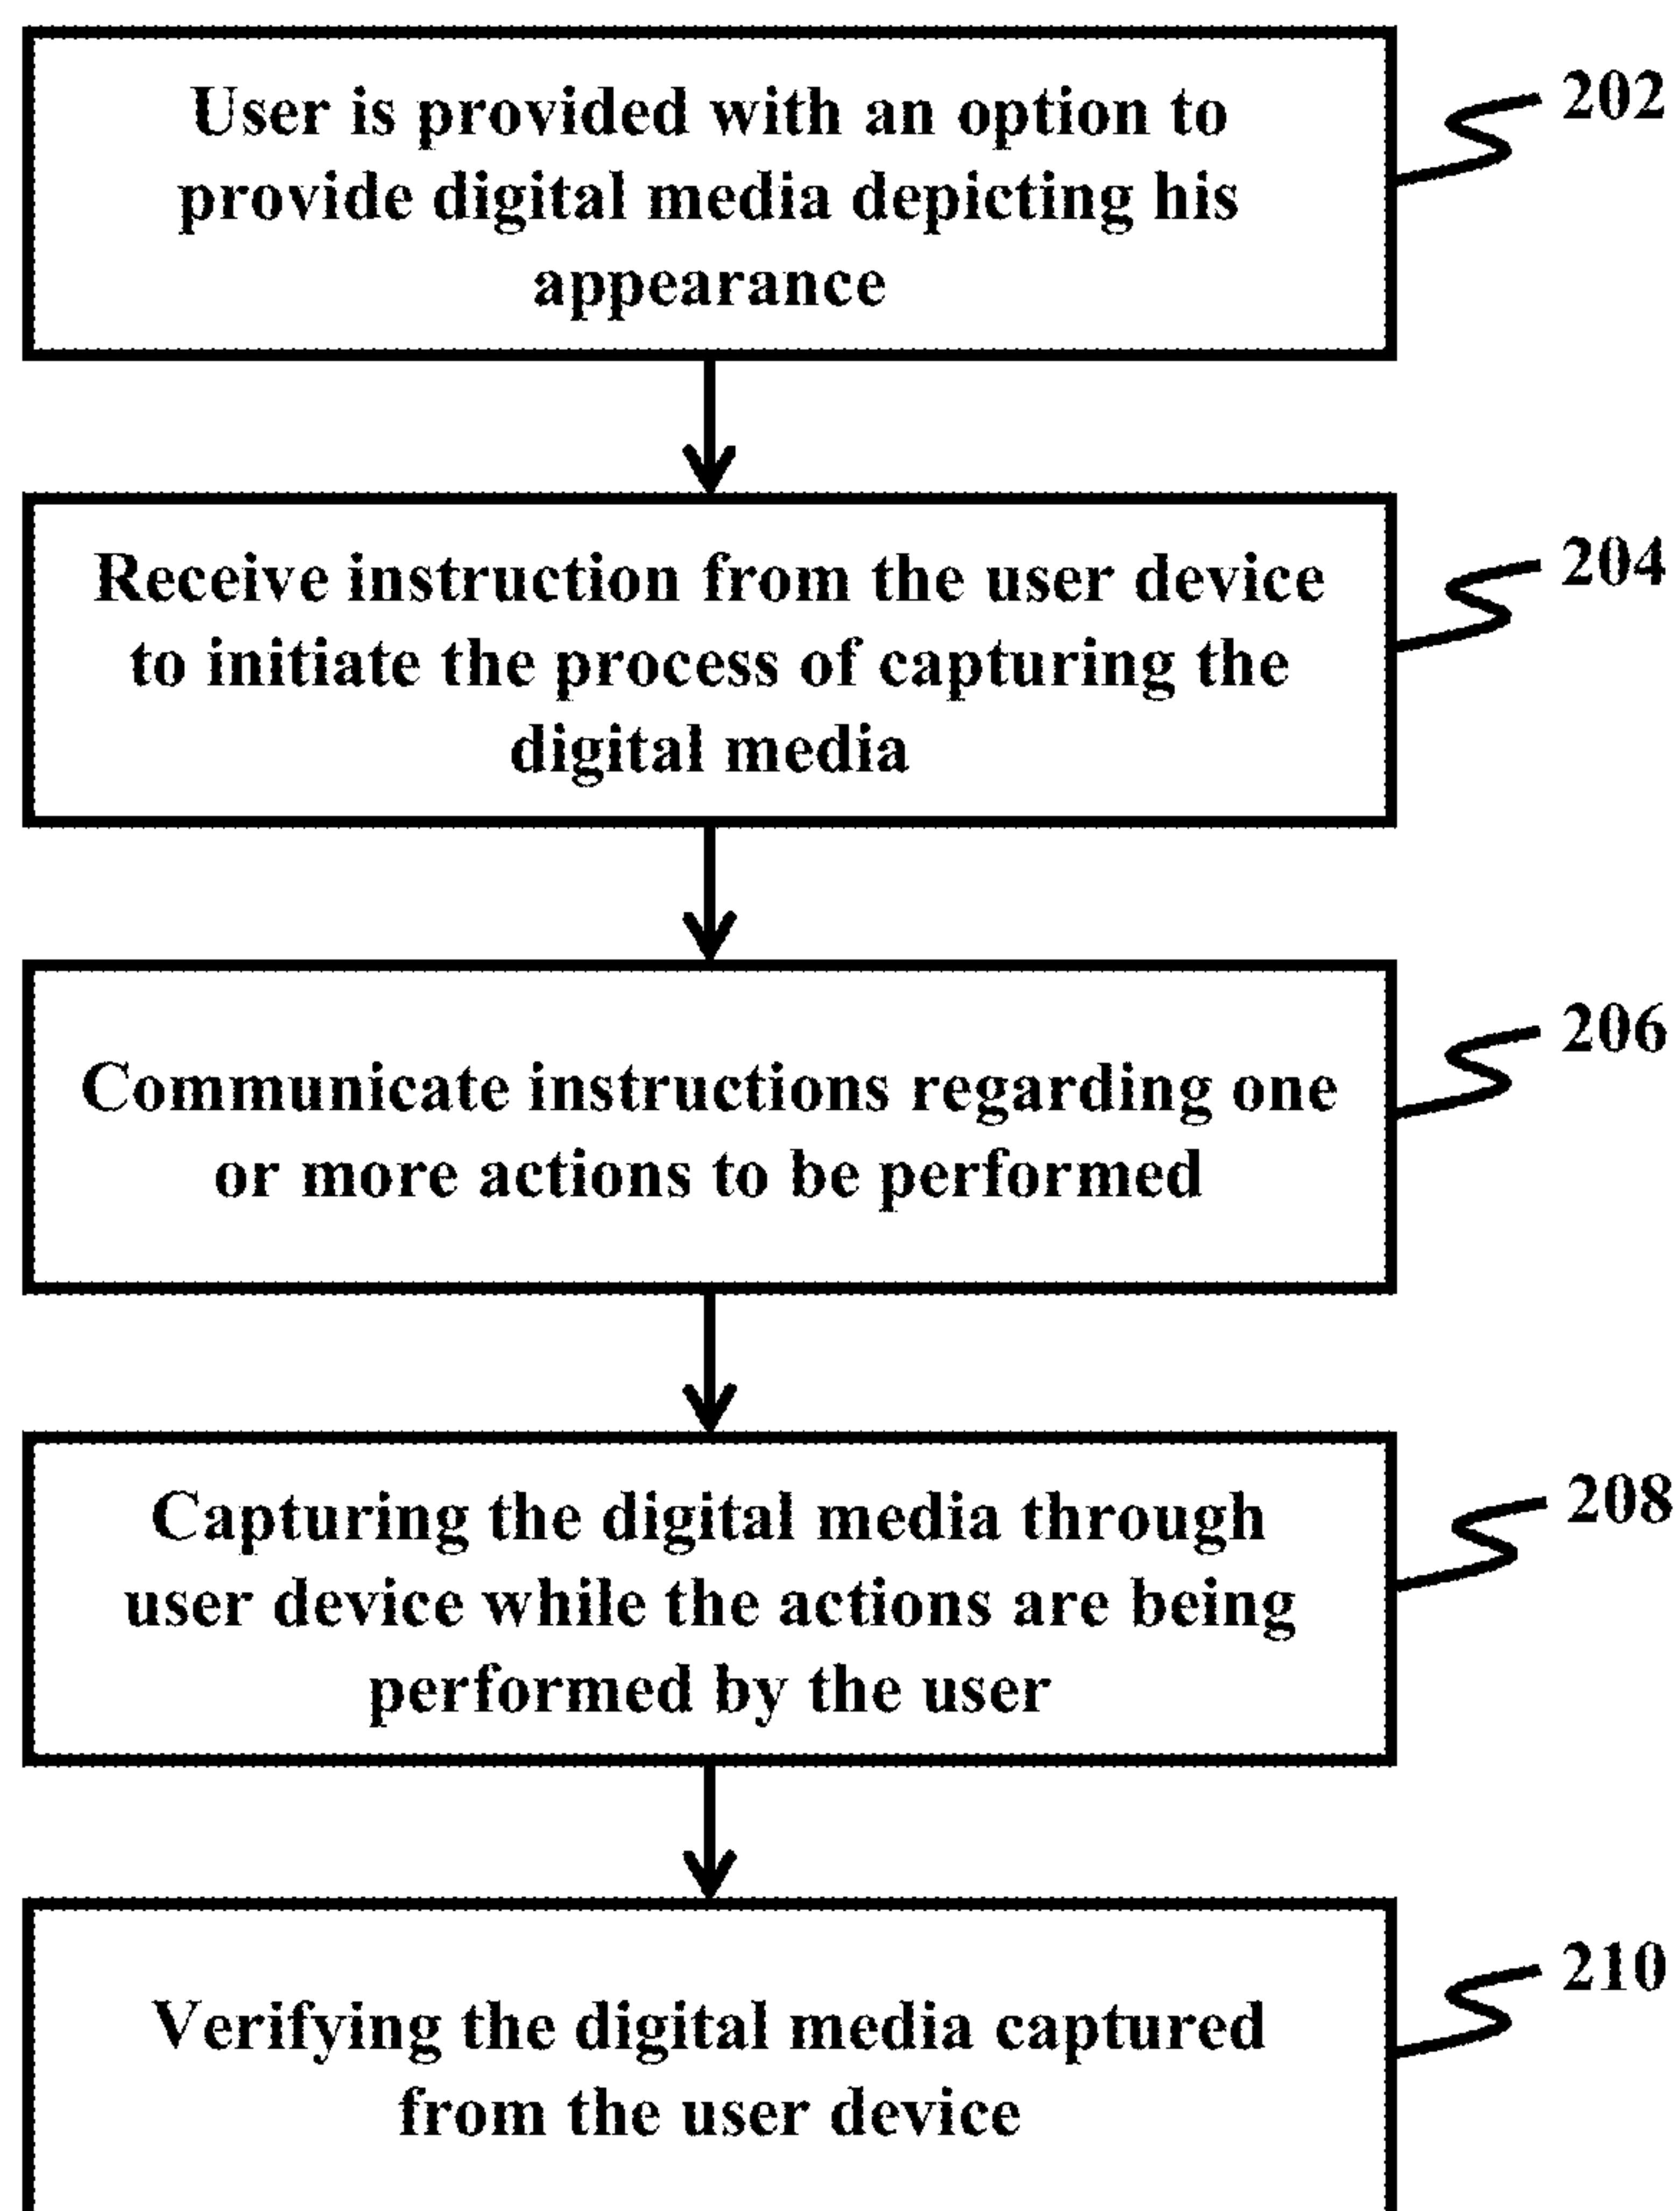 User is provided with an option to
provide digital media depicting his
appearance
202
Receive instruction from the user device
to initiate the process of capturing the
digital media
204
Communicate instructions regarding one
or more actions to be performed
206
Capturing the digital media through
user device while the actions are being
performed by the user
208
Verifying the digital media captured
from the user device
210